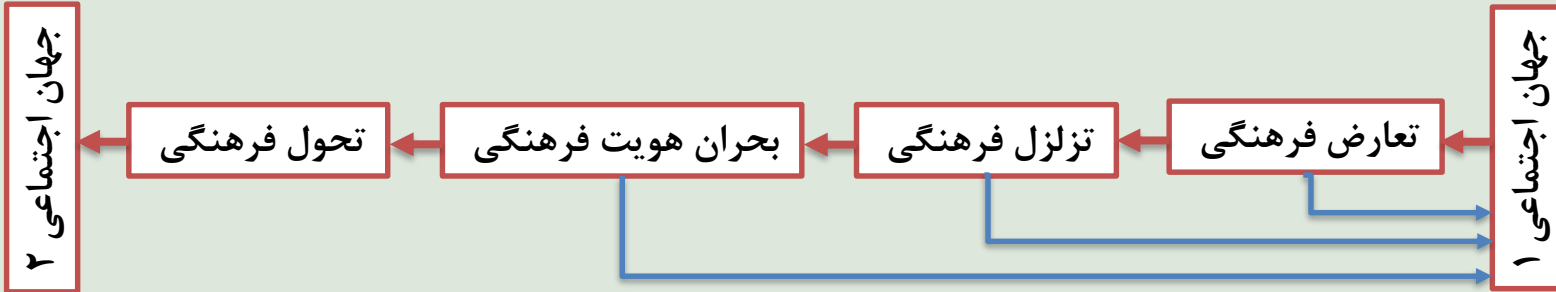 جهان اجتماعی ۱
تعارض فرهنگی
تزلزل فرهنگی
بحران هویت فرهنگی
تحول فرهنگی
جهان اجتماعی ۲